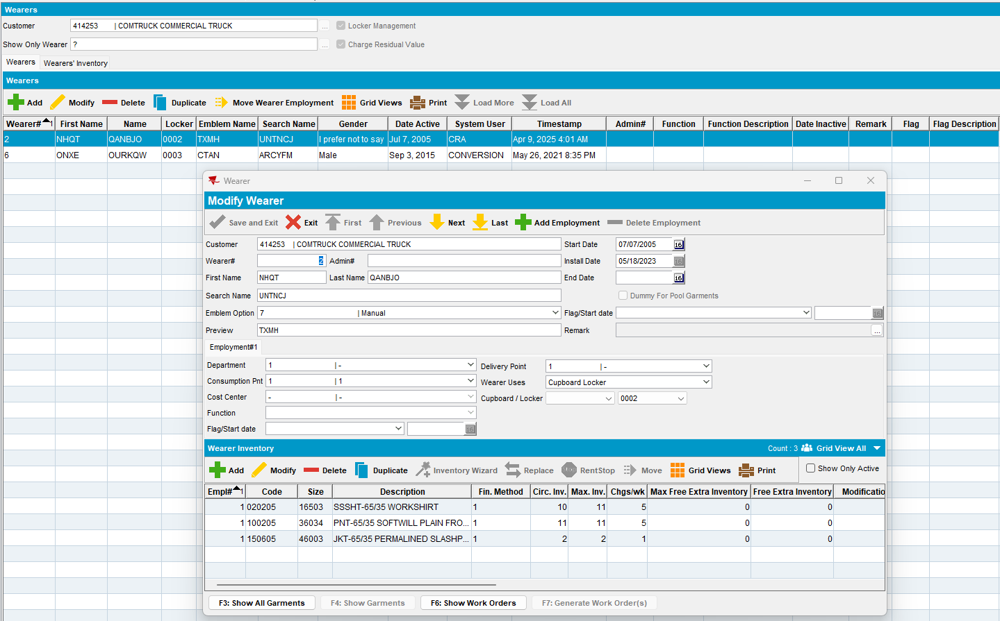 Wearers
Customer 414253 | COMTRUCK COMMERCIAL TRUCK ... Locker Management
Show Only Wearer ? ... Charge Residual Value
Wearers Wearers' Inventory
Wearers
Add Modify Delete Duplicate Move Wearer Employment Grid Views Print Load More Load All
Wearer# 1 First Name Name Locker Emblem Name Search Name Gender Date Active System User Timestamp Admin# Function Function Description Date Inactive Remark Flag Flag Description
2 NHQT QANBJO 0002 TXMH UNTNCJ I prefer not to say Jul 7, 2005 CRA Apr 9, 2025 4:01 AM
6 ONXE OURKQW 0003 CTAN ARCYFM Male Sep 3, 2015 CONVERSION May 26, 2021 8:35 PM
Wearer
Modify Wearer
Save and Exit Exit First Previous Next Last Add Employment Delete Employment
Customer 414253 | COMTRUCK COMMERCIAL TRUCK Start Date 07/07/2005 16
Wearer# 2 Admin# Install Date 05/18/2023 16
First Name NHQT Last Name QANBJO End Date 16
Search Name UNTNCJ Dummy For Pool Garments
Emblem Option 7 | Manual Flag/Start date 16
Preview TXMH Remark ...
Employment#1
Department 1 | - Delivery Point 1 | -
Consumption Pnt 1 | 1 Wearer Uses Cupboard Locker
Cost Center - | - Cupboard / Locker 0002
Function
Flag/Start date 16
Wearer Inventory Count : 3 Grid View All
Add Modify Delete Duplicate Inventory Wizard Replace RentStop Move Grid Views Print Show Only Active
Empl# 1 Code Size Description Fin. Method Circ. Inv. Max. Inv. Chgs/wk Max Free Extra Inventory Free Extra Inventory Modificatio
1 020205 16503 SSSHT-65/35 WORKSHIRT 1 10 11 5 0 0
1 100205 36034 PNT-65/35 SOFTWILL PLAIN FRO... 1 11 11 5 0 0
1 150605 46003 JKT-65/35 PERMALINED SLASHP... 1 2 2 1 0 0
F3: Show All Garments F4: Show Garments F6: Show Work Orders F7: Generate Work Order(s)